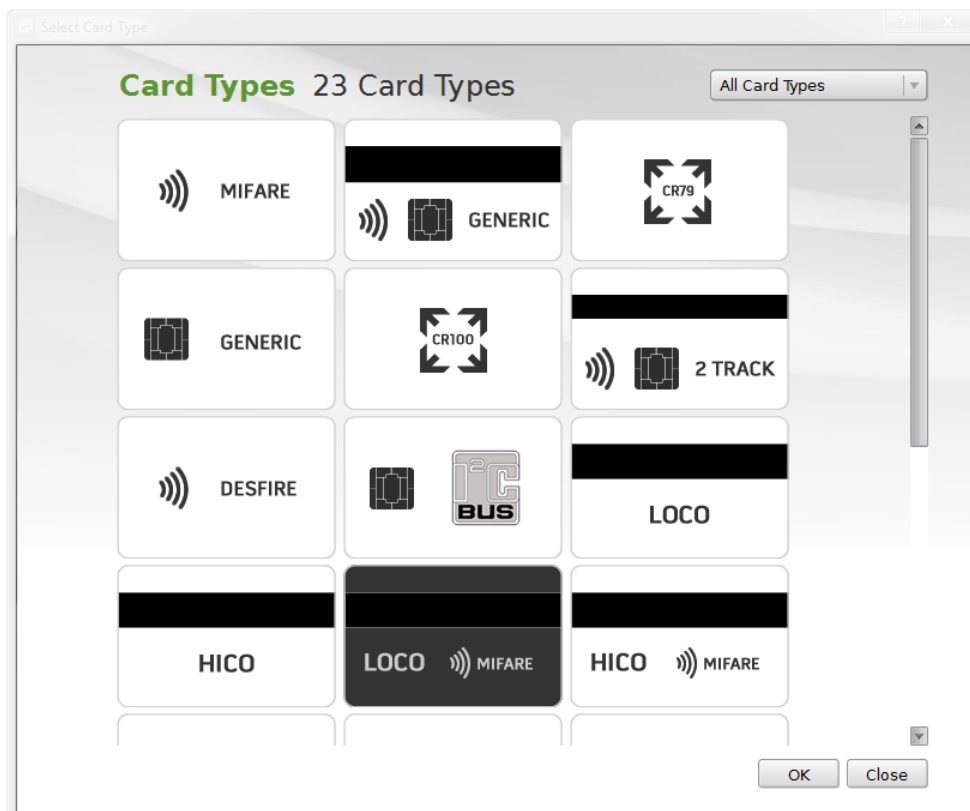 Select Card Type
? X
Card Types 23 Card Types
All Card Types
MIFARE
GENERIC
CR79
GENERIC
CR100
2 TRACK
DESFIRE
I2C
BUS
LOCO
HICO
LOCO MIFARE
HICO MIFARE
OK Close